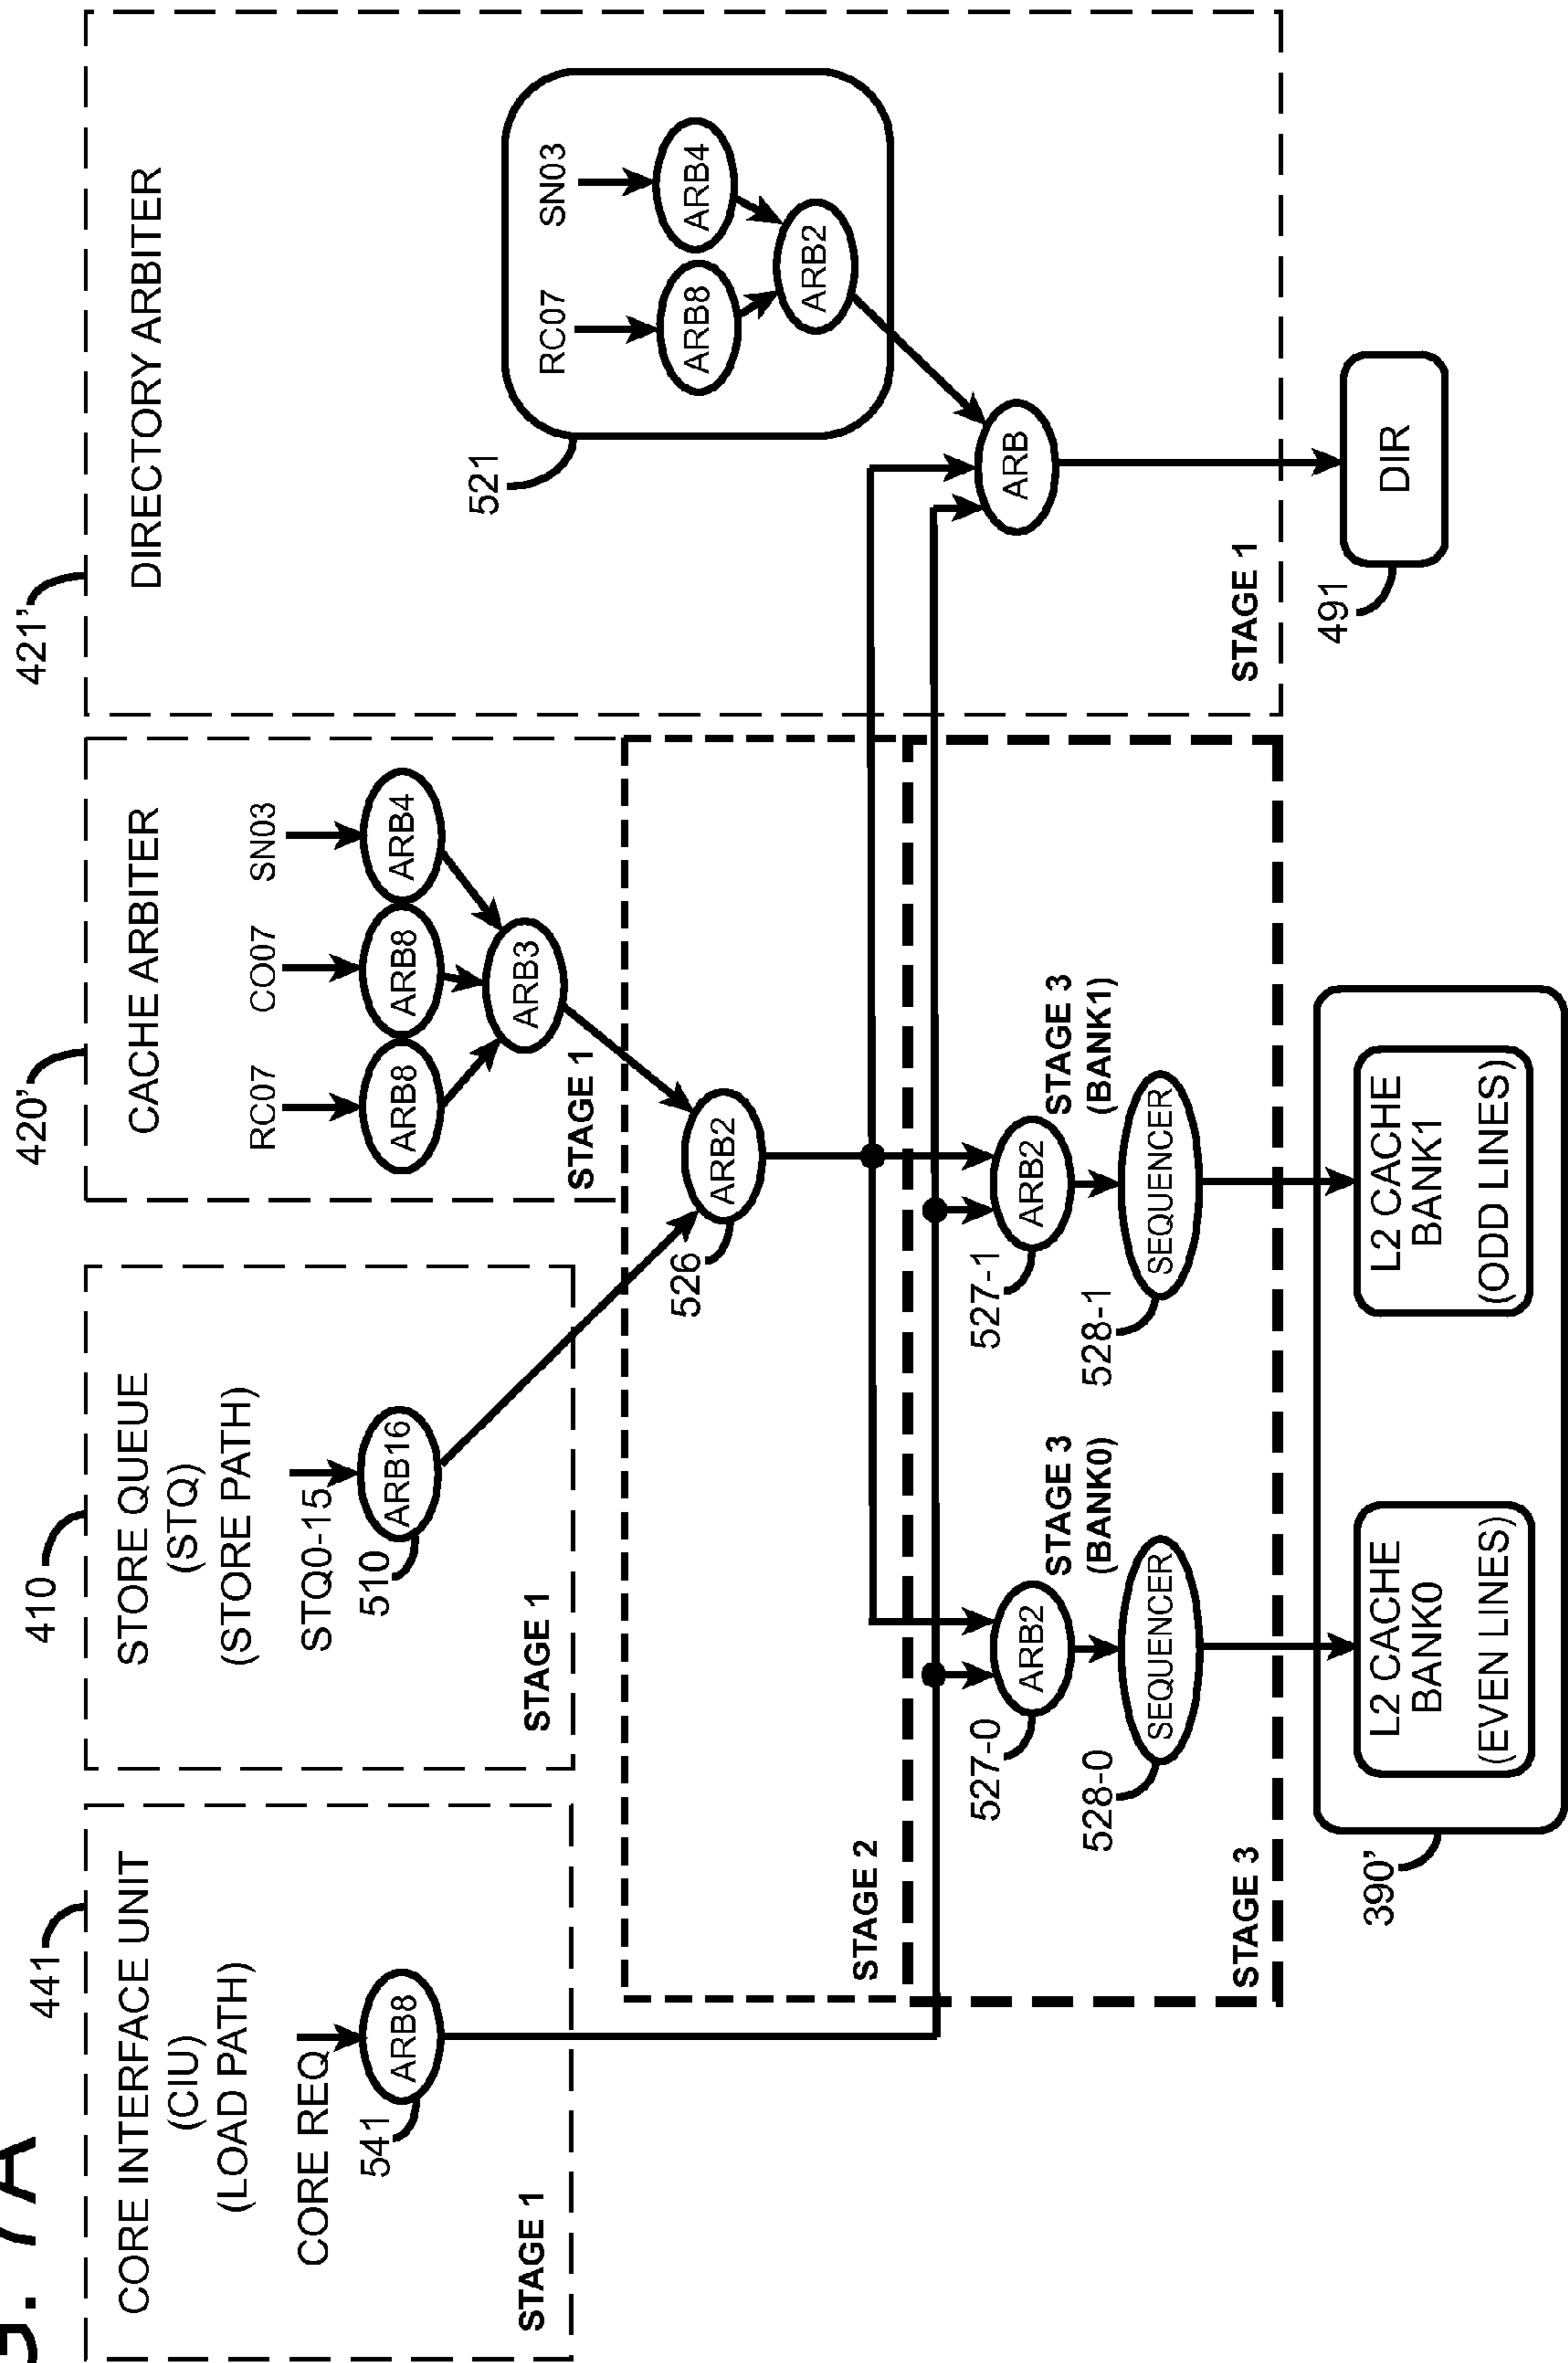 G. 7A
441
CORE INTERFACE UNIT
(CIU)
(LOAD PATH)
CORE REQ
ARB8
541
STAGE 1
410
STORE QUEUE
(STQ)
(STORE PATH)
STQ0-15
ARB16
510
STAGE 1
420'
CACHE ARBITER
RC07
CO07
SN03
ARB8
ARB8
ARB4
ARB3
STAGE 1
421'
DIRECTORY ARBITER
521
RC07
SN03
ARB8
ARB4
ARB2
ARB
STAGE 1
491
DIR
ARB2
526
STAGE 2
527-0
ARB2
STAGE 3
(BANK0)
528-0
SEQUENCER
527-1
ARB2
STAGE 3
(BANK1)
528-1
SEQUENCER
STAGE 3
390'
L2 CACHE
BANK0
(EVEN LINES)
L2 CACHE
BANK1
(ODD LINES)